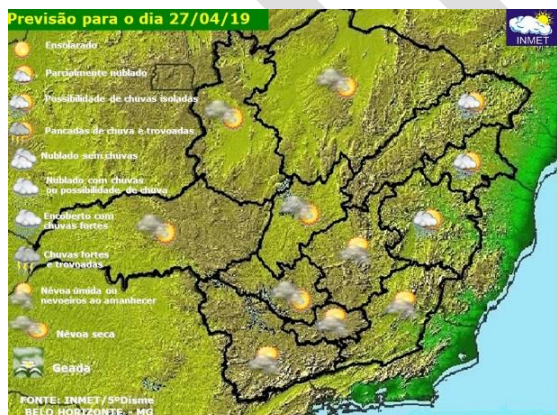 Previsão para o dia 27/04/19
INMET
Ensolarado
Parcialmente nublado
Possibilidade de chuvas isoladas
Pancadas de chuva e trovoadas
Nublado sem chuvas
Nublado com chuvas
ou possibilidade de chuva
Encoberto com
chuvas fortes
Chuvas fortes
e trovoadas
Névoa úmida ou
nevoeiros ao amanhecer
Névoa seca
Geada
FONTE: INMET/5ºDisme
BELO HORIZONTE - MG